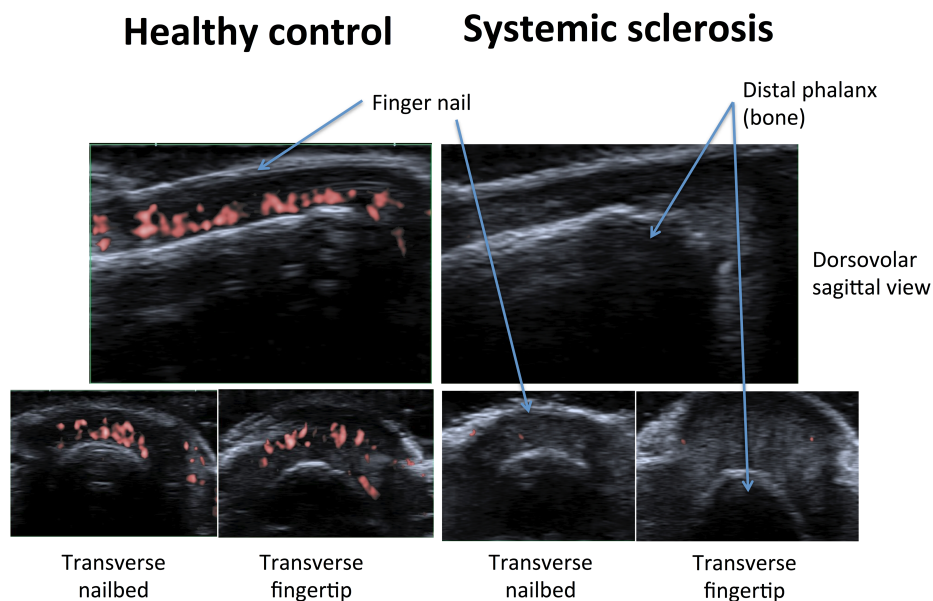 Healthy control
Systemic sclerosis
Finger nail
Distal phalanx
(bone)
Dorsovolar
sagittal view
Transverse
nailbed
Transverse
fingertip
Transverse
nailbed
Transverse
fingertip